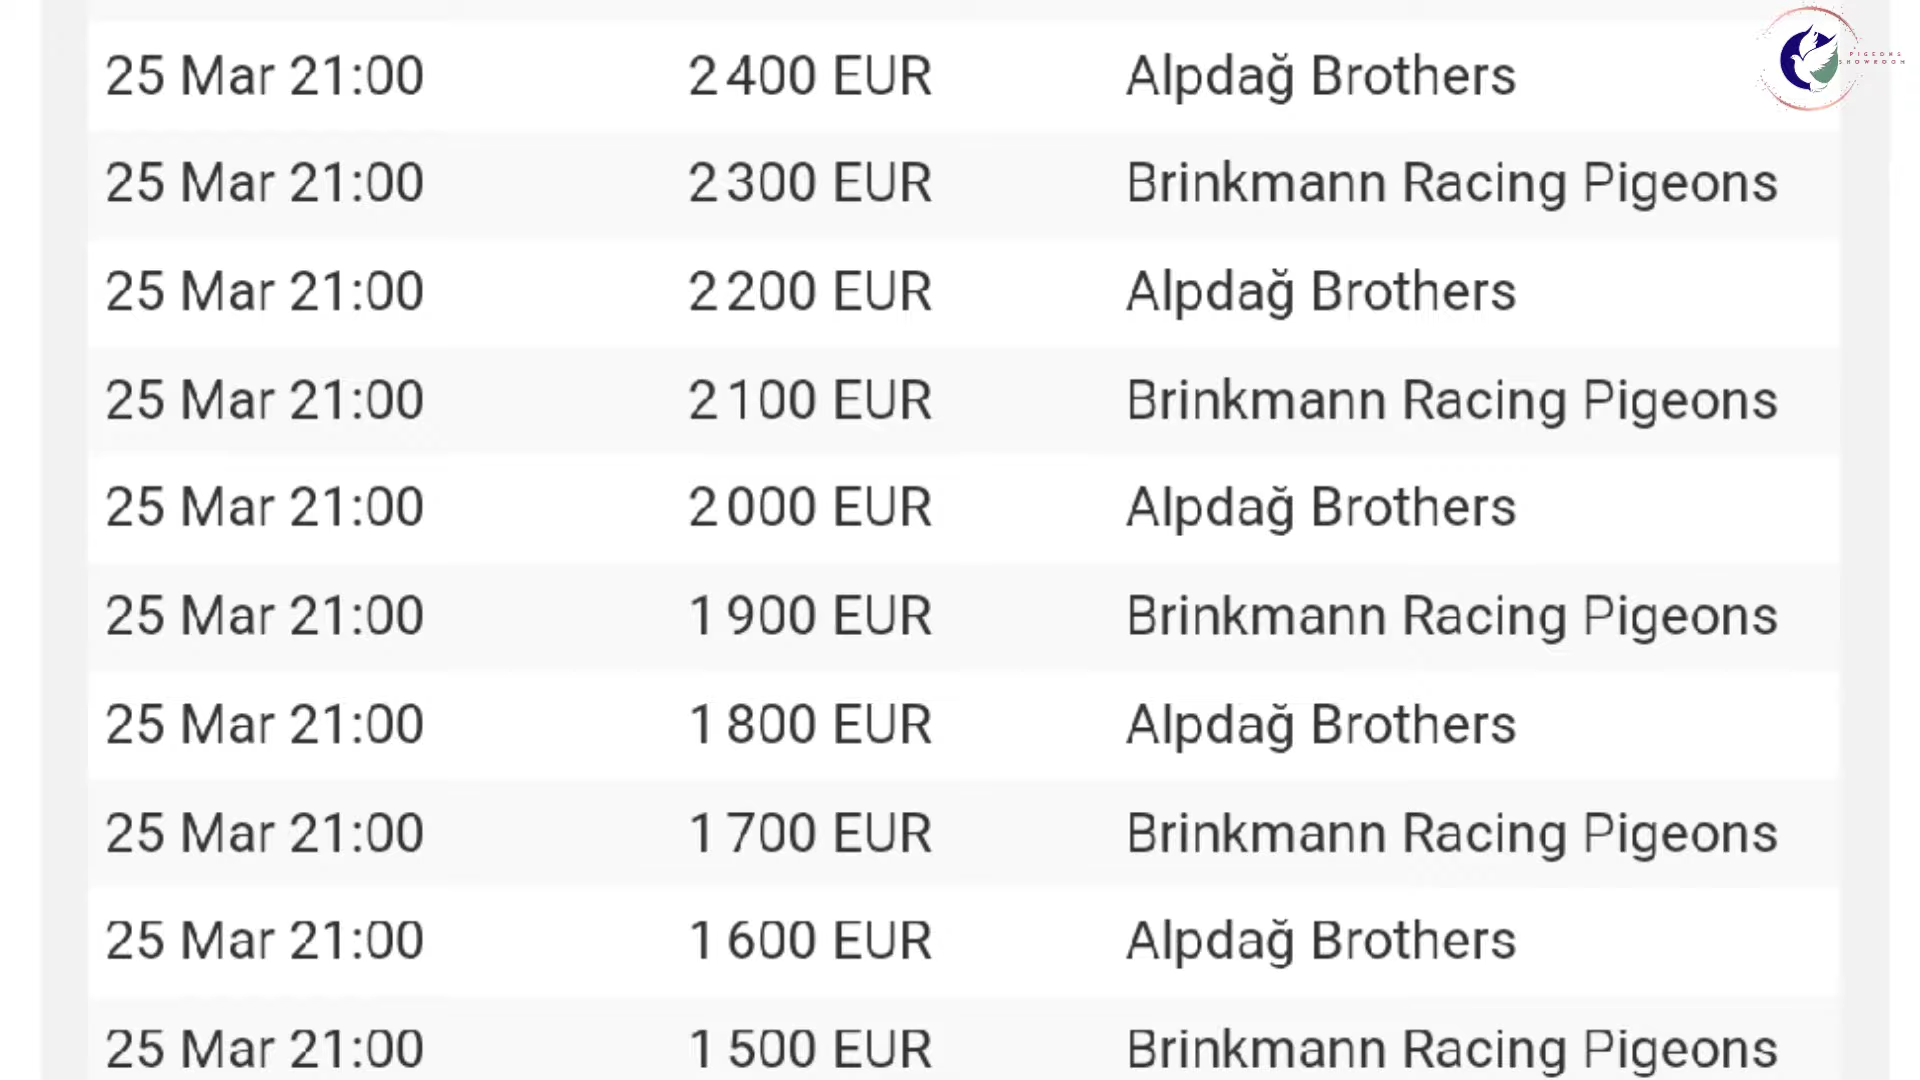 25 Mar 21:00 2 400 EUR Alpdağ Brothers
25 Mar 21:00 2 300 EUR Brinkmann Racing Pigeons
25 Mar 21:00 2 200 EUR Alpdağ Brothers
25 Mar 21:00 2 100 EUR Brinkmann Racing Pigeons
25 Mar 21:00 2 000 EUR Alpdağ Brothers
25 Mar 21:00 1 900 EUR Brinkmann Racing Pigeons
25 Mar 21:00 1 800 EUR Alpdağ Brothers
25 Mar 21:00 1 700 EUR Brinkmann Racing Pigeons
25 Mar 21:00 1 600 EUR Alpdağ Brothers
25 Mar 21:00 1 500 EUR Brinkmann Racing Pigeons
PIGEONS
SHOWROOM